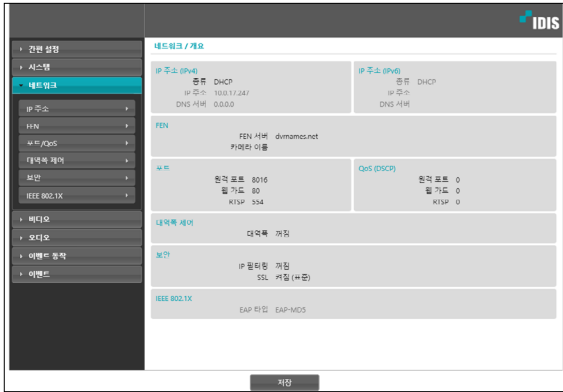 IDIS
간편 설정
시스템
네트워크
IP 주소
FEN
포트/QoS
대역폭 제어
보안
IEEE 802.1X
비디오
오디오
이벤트 동작
이벤트
네트워크 / 개요
IP 주소 (IPv4)
종류 DHCP
IP 주소 10.0.17.247
DNS 서버 0.0.0.0
IP 주소 (IPv6)
종류 DHCP
IP 주소
DNS 서버
FEN
FEN 서버 dvrnames.net
카메라 이름
포트
원격 포트 8016
웹 가드 80
RTSP 554
QoS (DSCP)
원격 포트 0
웹 가드 0
RTSP 0
대역폭 제어
대역폭 꺼짐
보안
IP 필터링 꺼짐
SSL 켜짐 (표준)
IEEE 802.1X
EAP 타입 EAP-MD5
저장